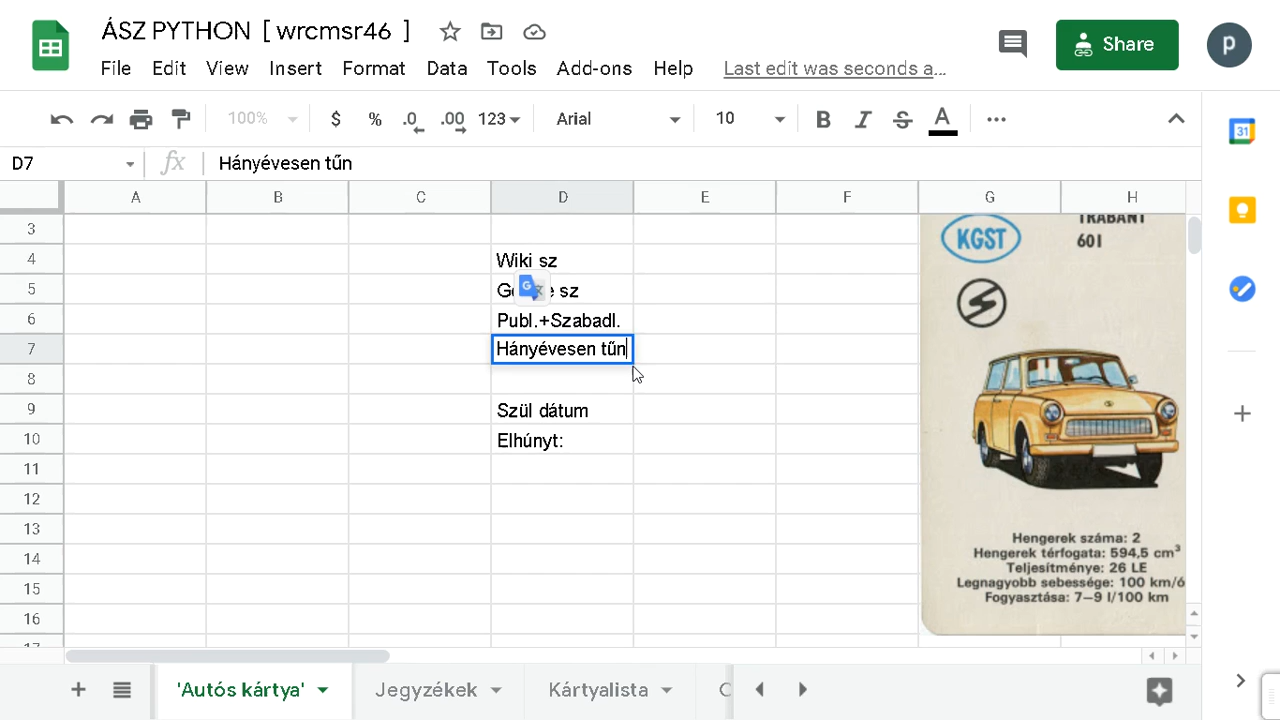 ÁSZ PYTHON [ wrcmsr46 ]
Share
p
File Edit View Insert Format Data Tools Add-ons Help Last edit was seconds a...
100% $ % .0 .00 123 Arial 10 B I S A
31
D7 fx Hányévesen tűn
A B C D E F G H
3
4 Wiki sz
5
6 Publ.+Szabadl.
7 Hányévesen tűn
8
9 Szül dátum
10 Elhúnyt:
11
12
13
14
15
16
TRABANT
601
KGST
Hengerek száma: 2
Hengerek térfogata: 594,5 cm³
Teljesítménye: 26 LE
Legnagyobb sebessége: 100 km/ó
Fogyasztása: 7–9 l/100 km
'Autós kártya' Jegyzékek Kártyalista